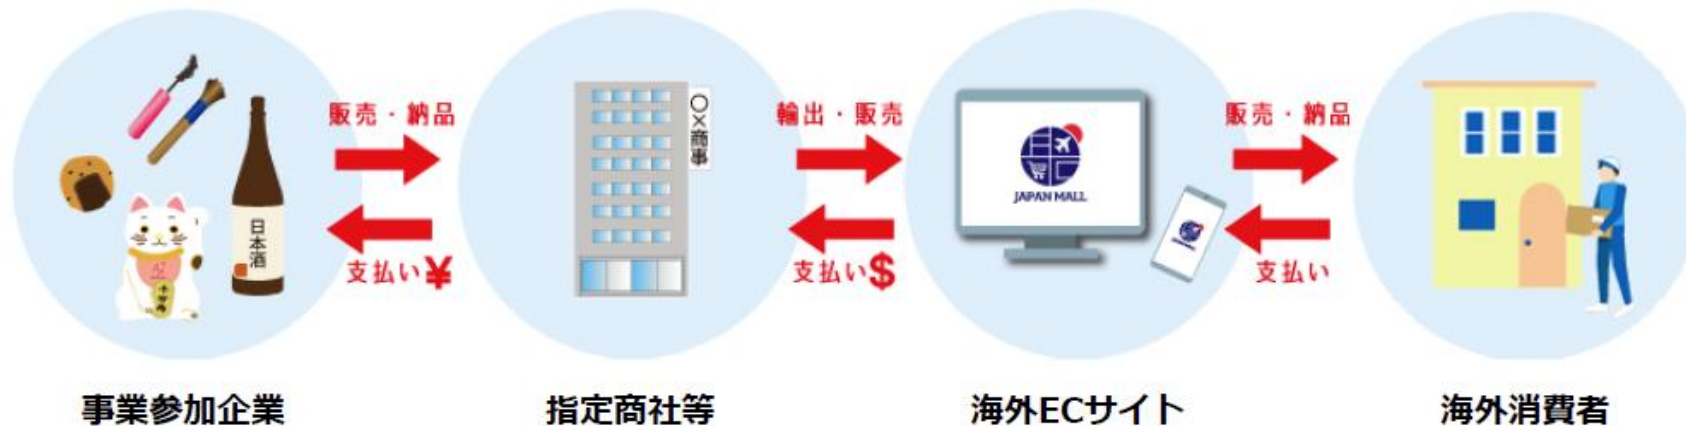 販売・納品
輸出・販売
販売・納品
〇×商事
日本酒
JAPAN MALL
支払い¥
支払い$
支払い
事業参加企業
指定商社等
海外ECサイト
海外消費者